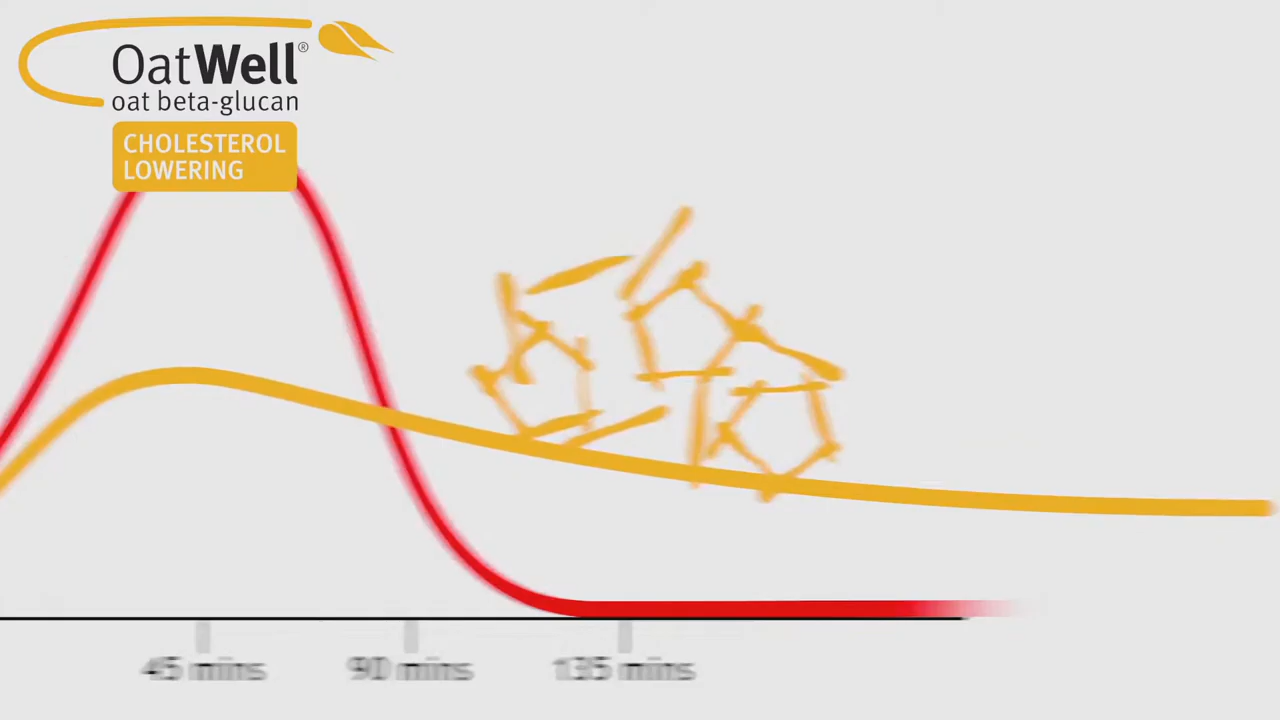 OatWell®
oat beta-glucan
CHOLESTEROL
LOWERING
45 mins 90 mins 135 mins